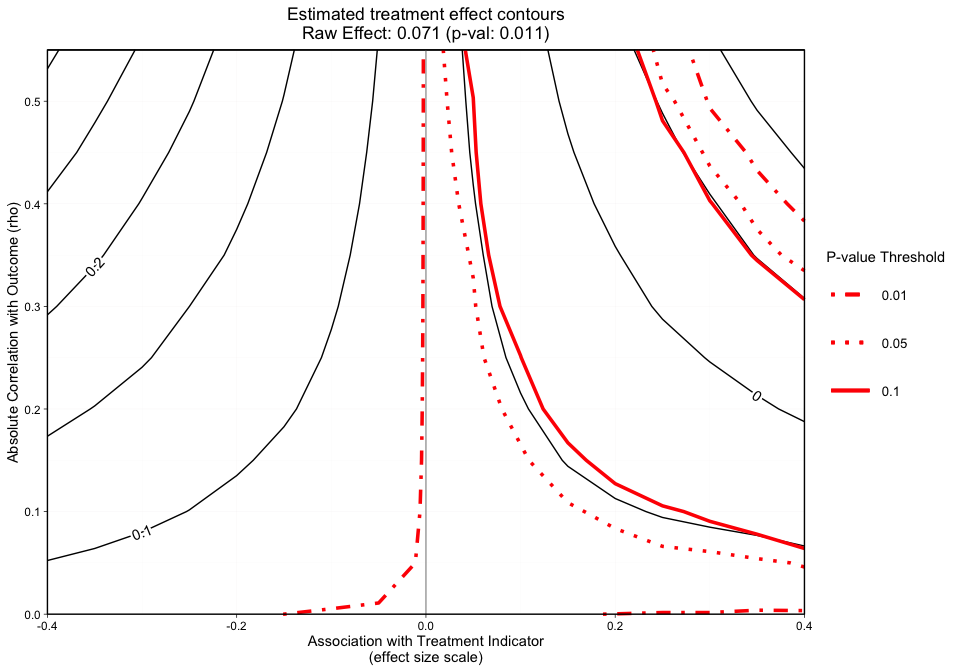 Estimated treatment effect contours
Raw Effect: 0.071 (p-val: 0.011)
Absolute Correlation with Outcome (rho)
0.5
0.4
0.3
0.2
0.1
0.0
0.2
0.1
0
-0.4
-0.2
0.0
0.2
0.4
Association with Treatment Indicator
(effect size scale)
P-value Threshold
0.01
0.05
0.1